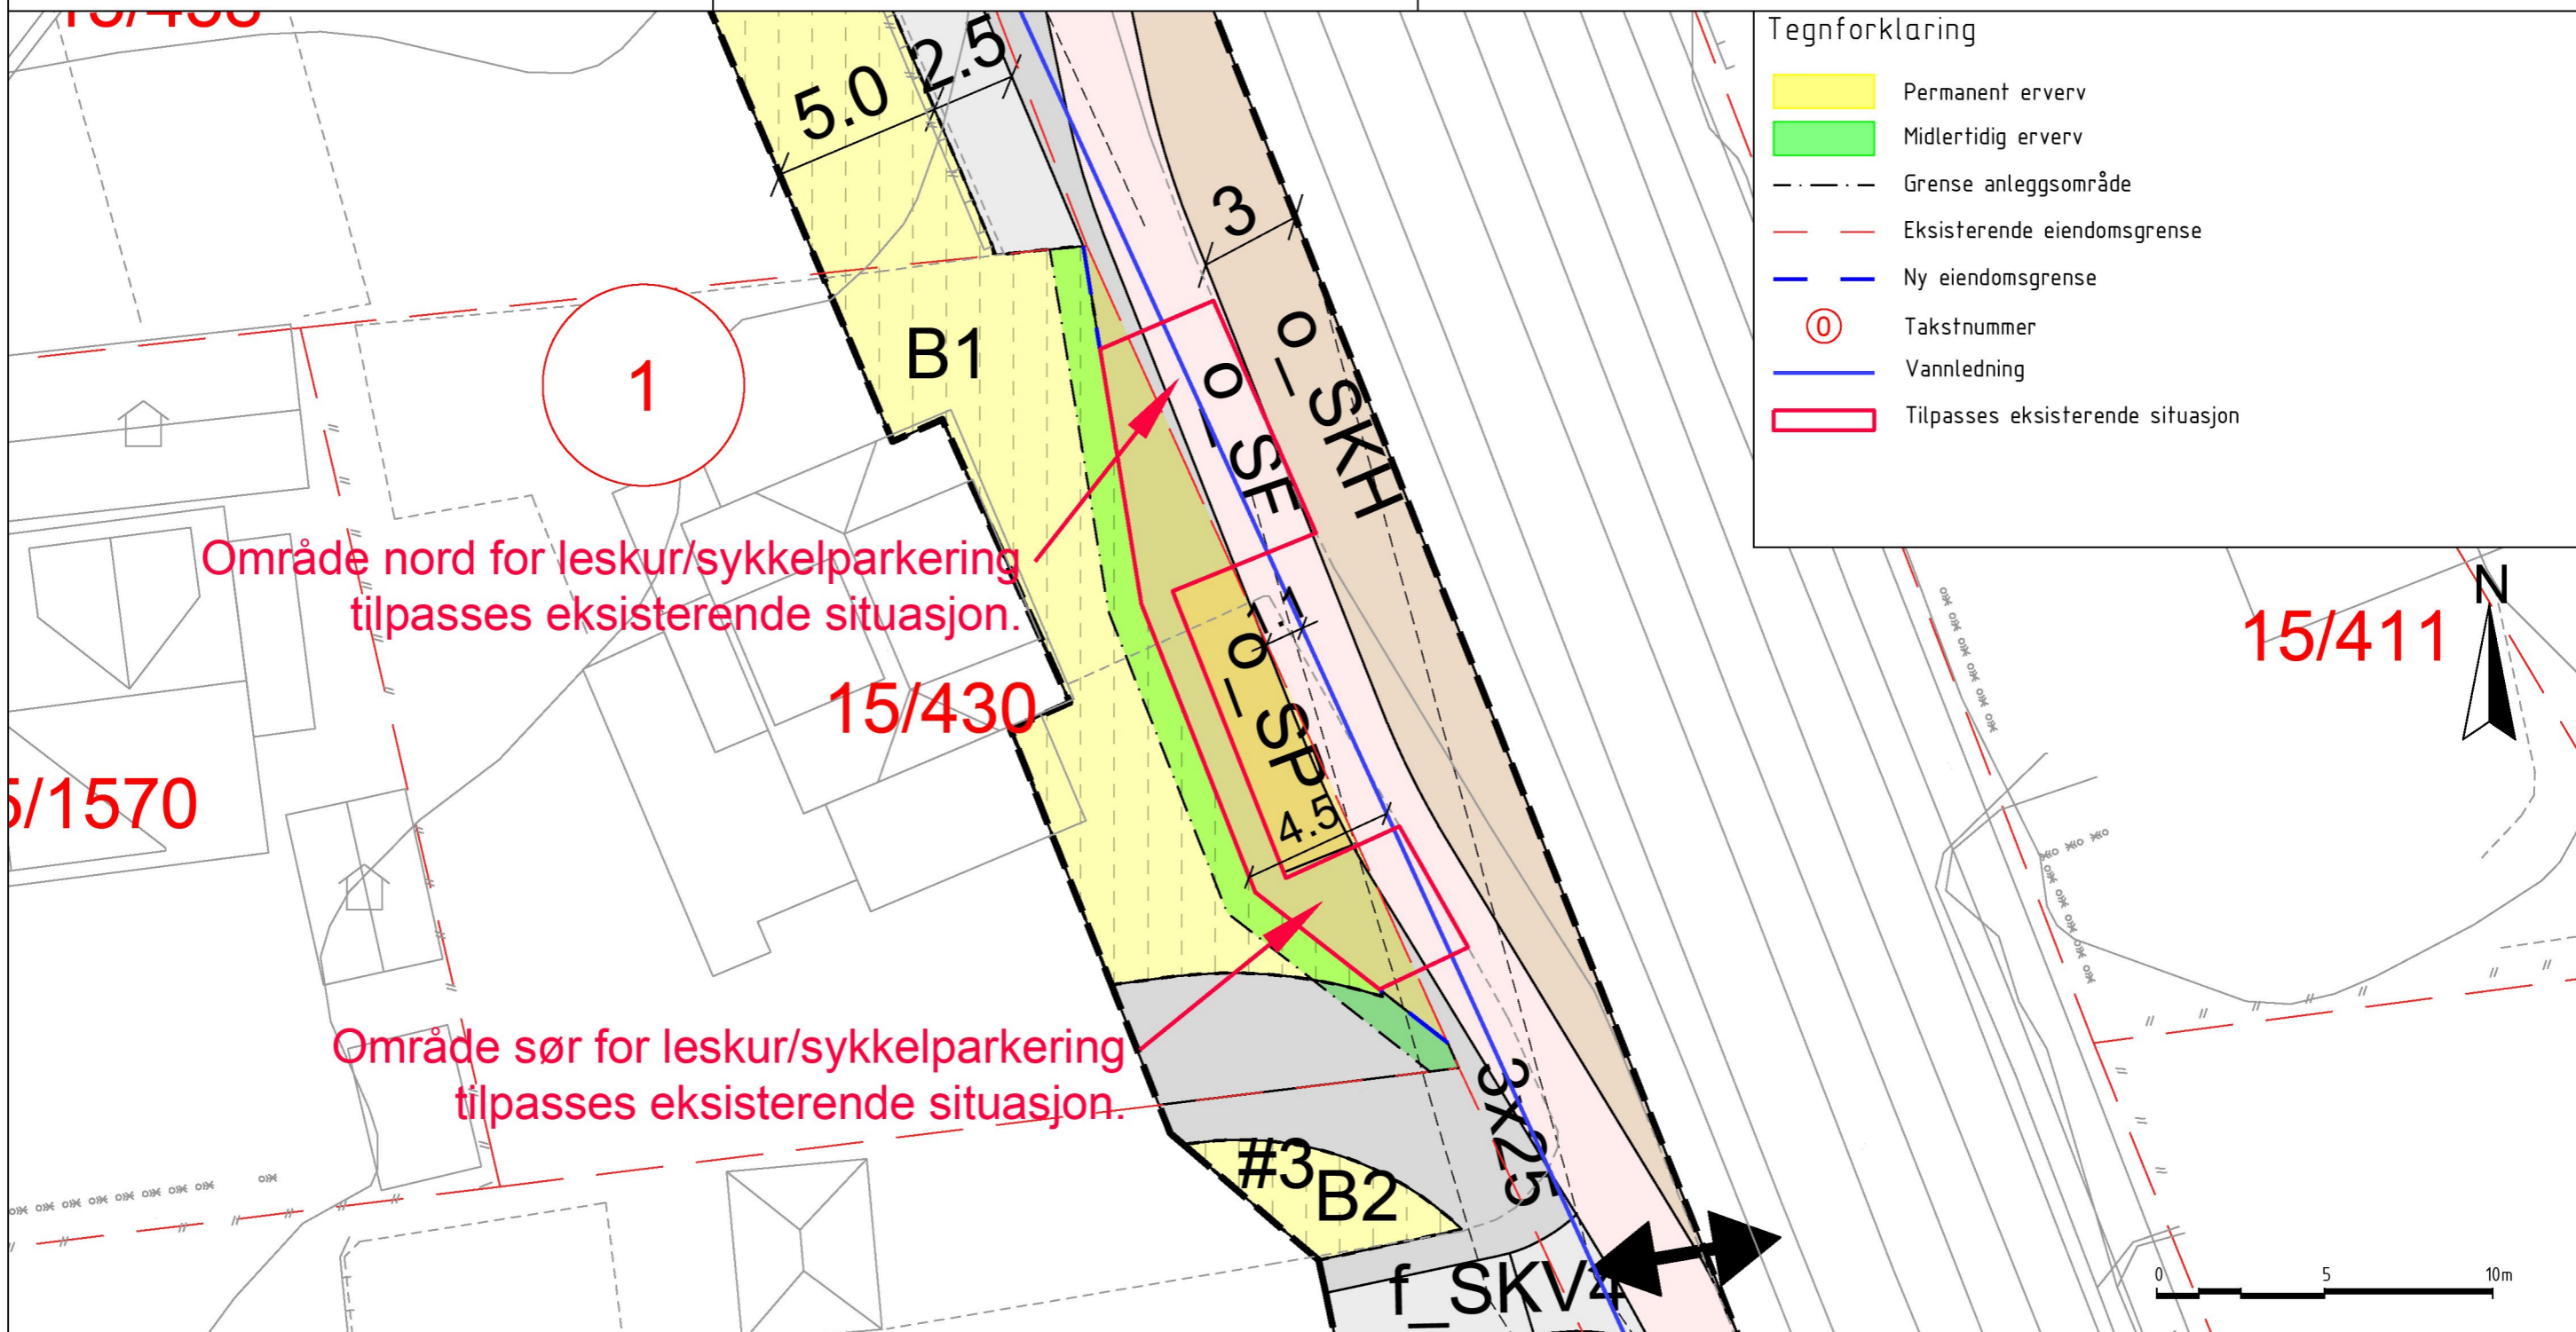 Tegnforklaring
Permanent erverv
Midlertidig erverv
Grense anleggsområde
Eksisterende eiendomsgrense
Ny eiendomsgrense
0 Takstnummer
Vannledning
Tilpasses eksisterende situasjon
2.5
5.0
3
o_SKH
B1
1
o_SF
Område nord for leskur/sykkelparkering
tilpasses eksisterende situasjon.
N
15/411
o_SP
15/430
5/1570
4.5
Område sør for leskur/sykkelparkering
tilpasses eksisterende situasjon.
3x25
#3
B2
f_SKV4
0 5 10m